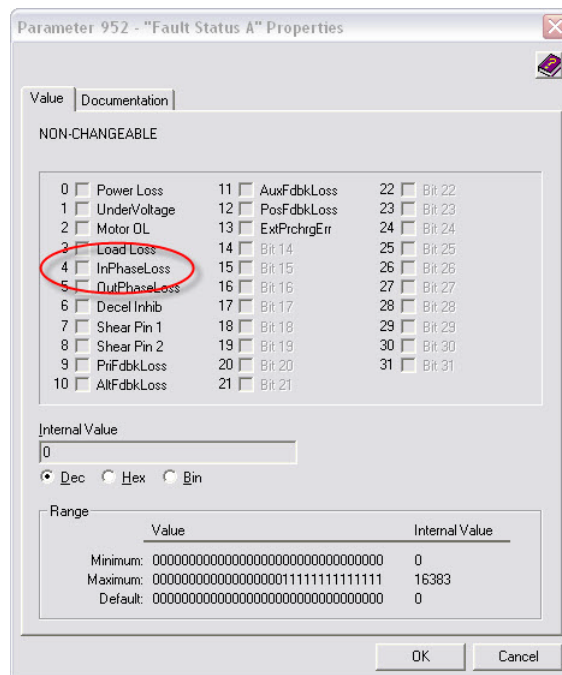 Parameter 952 - "Fault Status A" Properties
Value Documentation
NON-CHANGEABLE
0 Power Loss
1 UnderVoltage
2 Motor OL
3 Load Loss
4 InPhaseLoss
5 OutPhaseLoss
6 Decel Inhib
7 Shear Pin 1
8 Shear Pin 2
9 PriFdbkLoss
10 AltFdbkLoss
11 AuxFdbkLoss
12 PosFdbkLoss
13 ExtPrchrgErr
14 Bit 14
15 Bit 15
16 Bit 16
17 Bit 17
18 Bit 18
19 Bit 19
20 Bit 20
21 Bit 21
22 Bit 22
23 Bit 23
24 Bit 24
25 Bit 25
26 Bit 26
27 Bit 27
28 Bit 28
29 Bit 29
30 Bit 30
31 Bit 31
Internal Value
0
Dec Hex Bin
Range
Value Internal Value
Minimum: 00000000000000000000000000000000 0
Maximum: 00000000000000000011111111111111 16383
Default: 00000000000000000000000000000000 0
OK Cancel